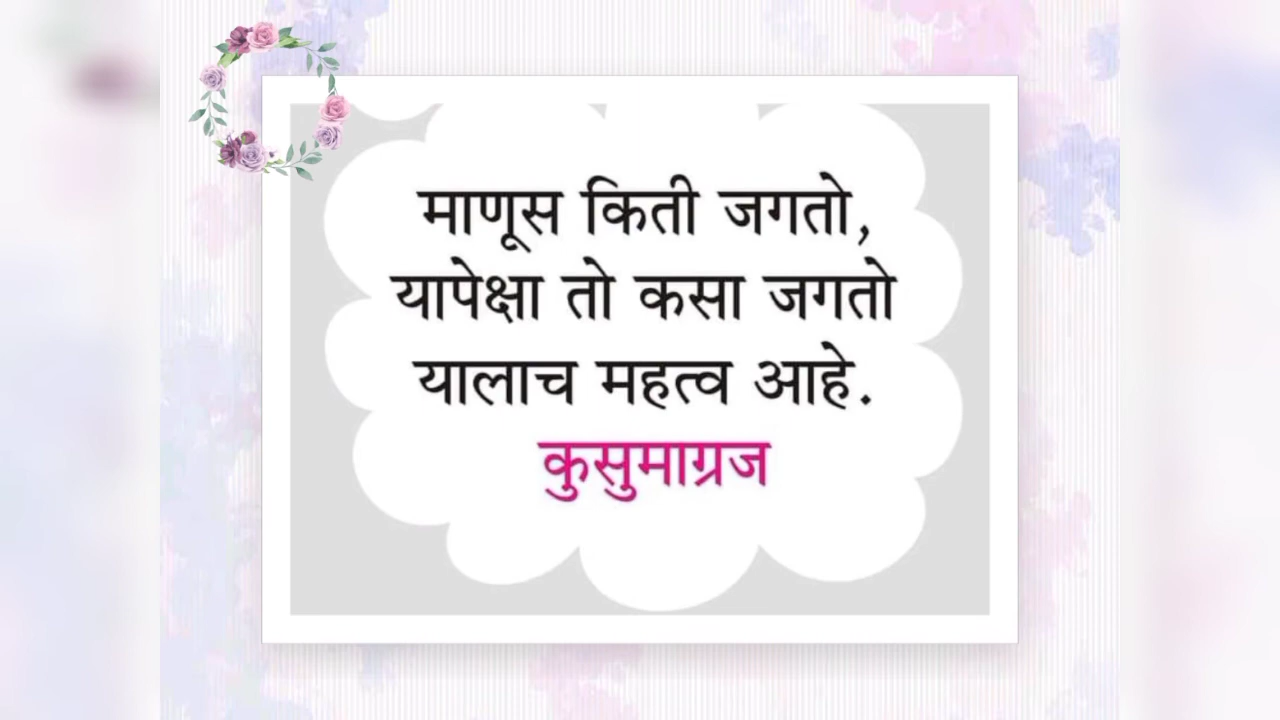 माणूस किती जगतो,
यापेक्षा तो कसा जगतो
यालाच महत्व आहे.
कुसुमाग्रज